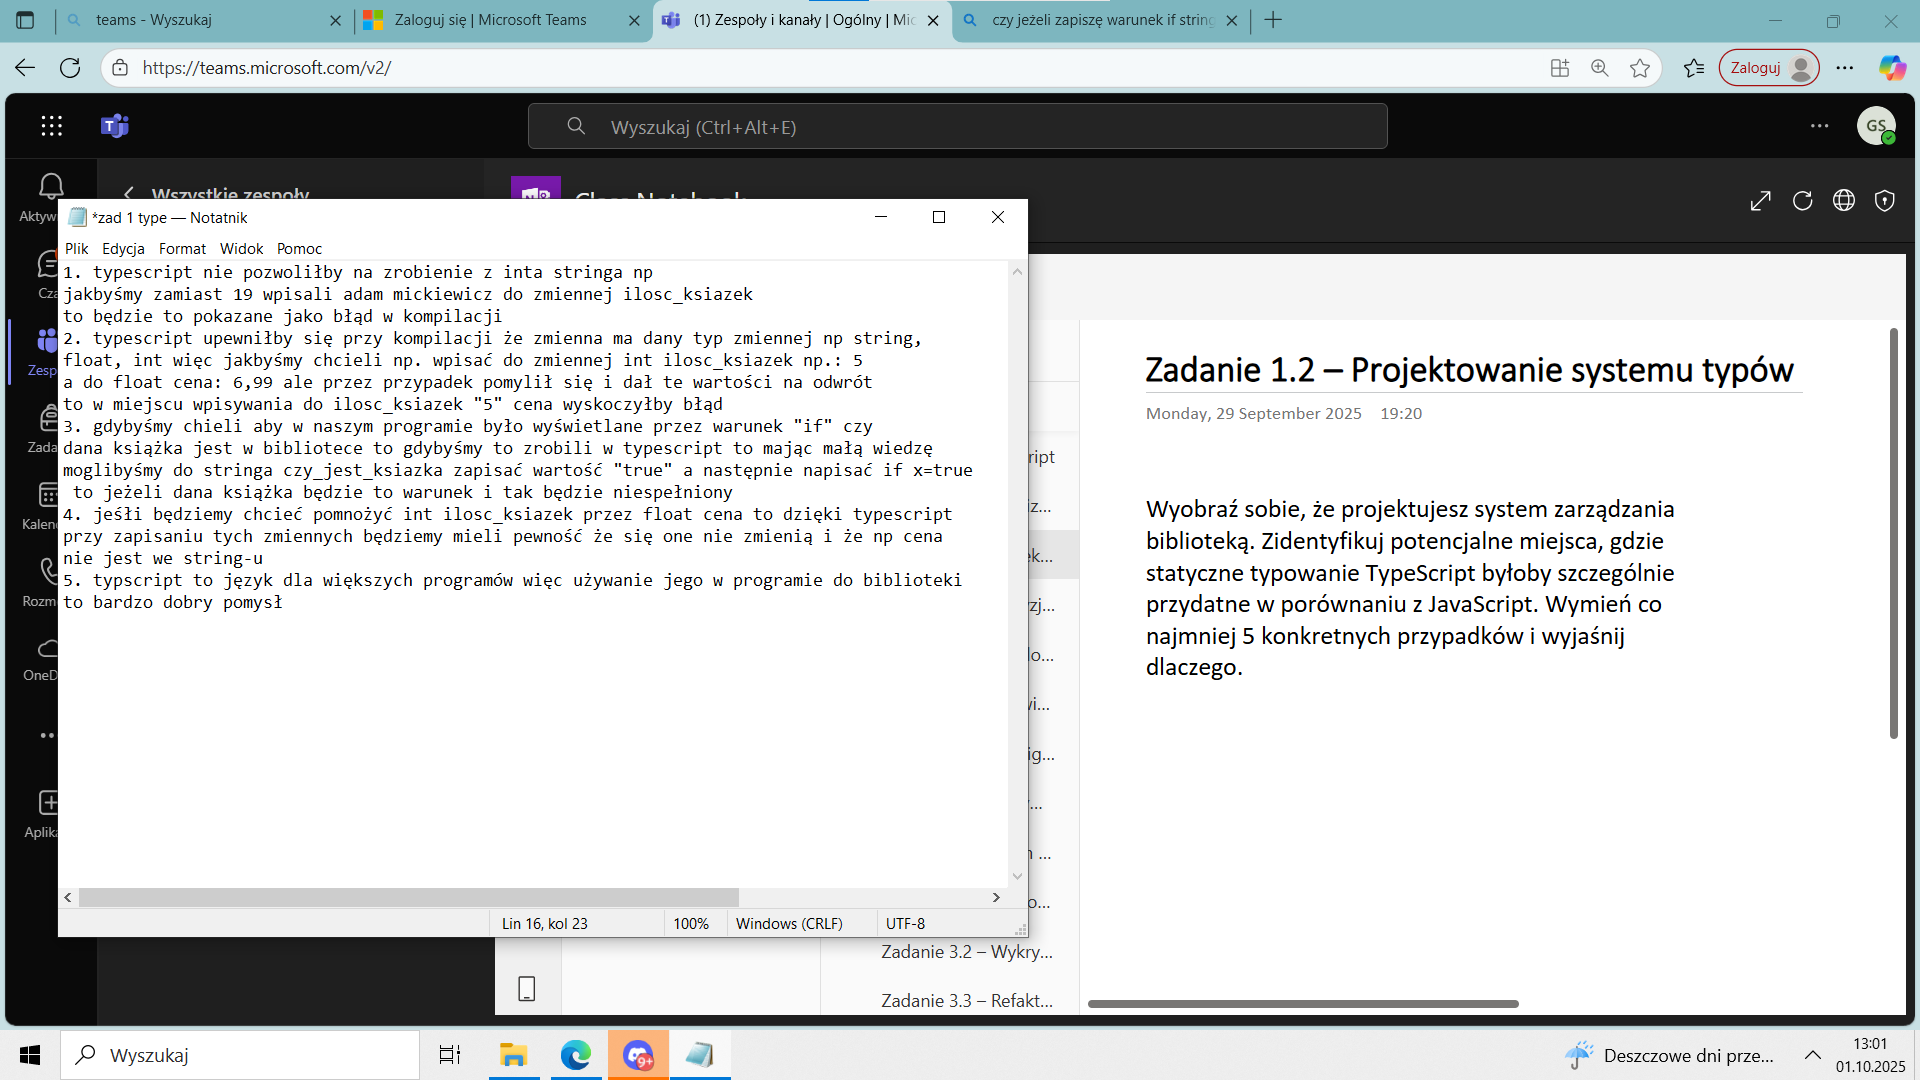 teams - Wyszukaj
Zaloguj się | Microsoft Teams
(1) Zespoły i kanały | Ogólny | Mic
czy jeżeli zapiszę warunek if string
https://teams.microsoft.com/v2/
Zaloguj
Wyszukaj (Ctrl+Alt+E)
GS
Wszystkie zespoły
Class Notebook
*zad 1 type — Notatnik
Plik Edycja Format Widok Pomoc
1. typescript nie pozwoliłby na zrobienie z inta stringa np
jakbyśmy zamiast 19 wpisali adam mickiewicz do zmiennej ilosc_ksiazek
to będzie to pokazane jako błąd w kompilacji
2. typescript upewniłby się przy kompilacji że zmienna ma dany typ zmiennej np string,
float, int więc jakbyśmy chcieli np. wpisać do zmiennej int ilosc_ksiazek np.: 5
a do float cena: 6,99 ale przez przypadek pomylił się i dał te wartości na odwrót
to w miejscu wpisywania do ilosc_ksiazek "5" cena wyskoczyłby błąd
3. gdybyśmy chieli aby w naszym programie było wyświetlane przez warunek "if" czy
dana książka jest w bibliotece to gdybyśmy to zrobili w typescript to mając małą wiedzę
moglibyśmy do stringa czy_jest_ksiazka zapisać wartość "true" a następnie napisać if x=true
to jeżeli dana książka będzie to warunek i tak będzie niespełniony
4. jeśłi będziemy chcieć pomnożyć int ilosc_ksiazek przez float cena to dzięki typescript
przy zapisaniu tych zmiennych będziemy mieli pewność że się one nie zmienią i że np cena
nie jest we string-u
5. typscript to język dla większych programów więc używanie jego w programie do biblioteki
to bardzo dobry pomysł
Lin 16, kol 23
100%
Windows (CRLF)
UTF-8
Aktyw
Cza
Zesp
Zada
Kalen
Rozm
OneD
Aplika
ript
z...
ek...
zj...
lo...
wi...
ig...
o...
Zadanie 3.2 – Wykry...
Zadanie 3.3 – Refakt...
Zadanie 1.2 – Projektowanie systemu typów
Monday, 29 September 2025 19:20
Wyobraź sobie, że projektujesz system zarządzania
biblioteką. Zidentyfikuj potencjalne miejsca, gdzie
statyczne typowanie TypeScript byłoby szczególnie
przydatne w porównaniu z JavaScript. Wymień co
najmniej 5 konkretnych przypadków i wyjaśnij
dlaczego.
Wyszukaj
9+
Deszczowe dni prze...
13:01
01.10.2025